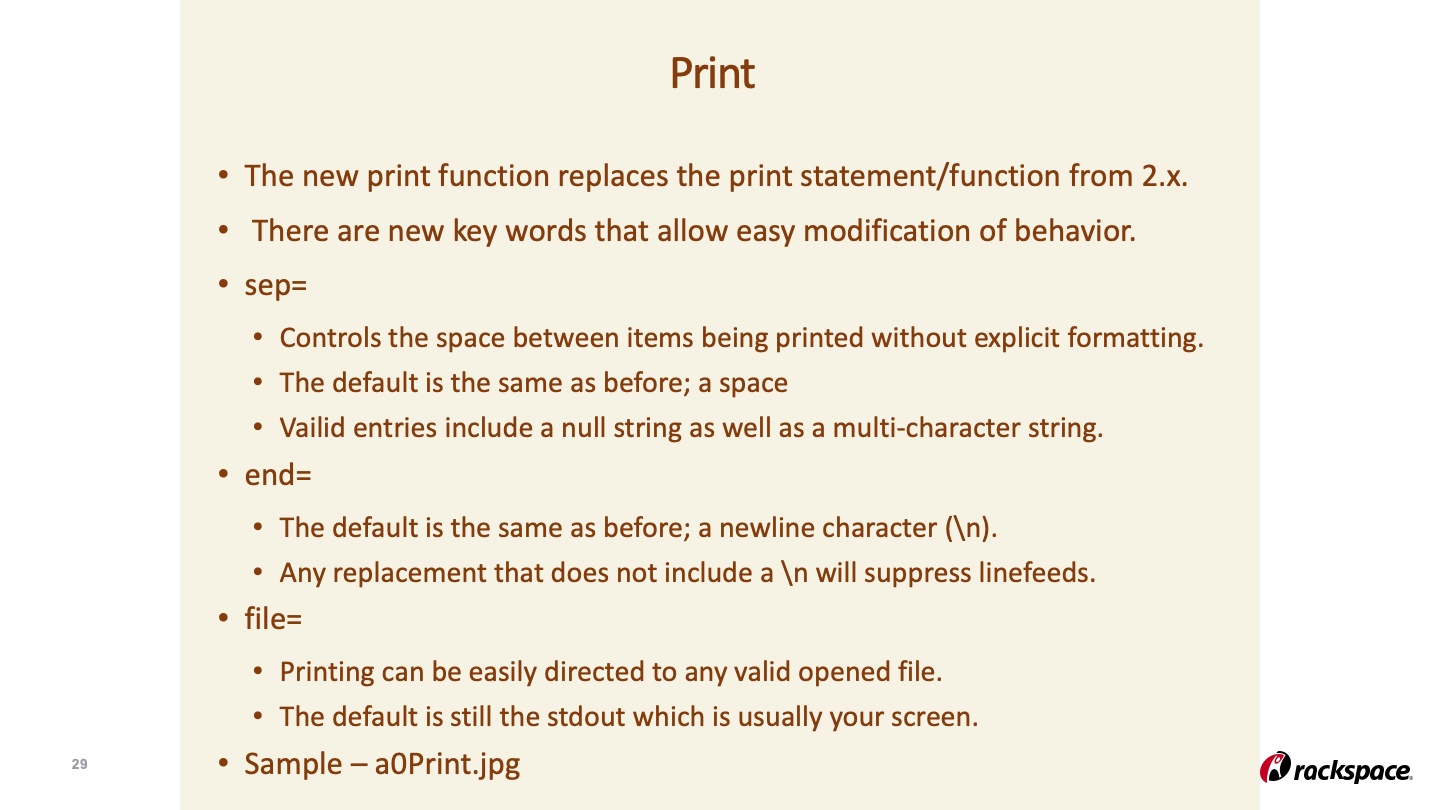 Print
• The new print function replaces the print statement/function from 2.x.
• There are new key words that allow easy modification of behavior.
• sep=
• Controls the space between items being printed without explicit formatting.
• The default is the same as before; a space
• Vailid entries include a null string as well as a multi-character string.
• end=
• The default is the same as before; a newline character (\n).
• Any replacement that does not include a \n will suppress linefeeds.
• file=
• Printing can be easily directed to any valid opened file.
• The default is still the stdout which is usually your screen.
• Sample – a0Print.jpg
29
rackspace.